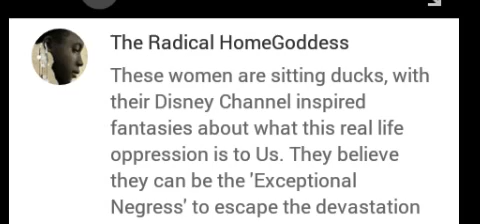 The Radical HomeGoddess
These women are sitting ducks, with
their Disney Channel inspired
fantasies about what this real life
oppression is to Us. They believe
they can be the 'Exceptional
Negress' to escape the devastation